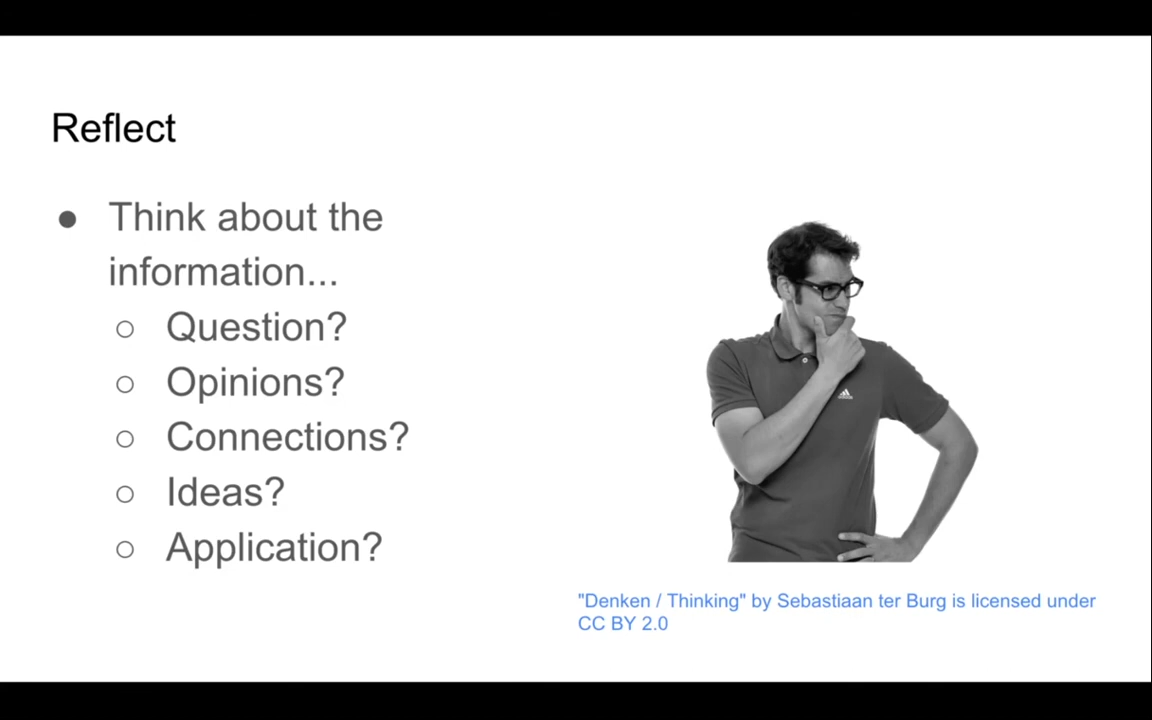 Reflect
● Think about the
information...
○ Question?
○ Opinions?
○ Connections?
○ Ideas?
○ Application?
"Denken / Thinking" by Sebastiaan ter Burg is licensed under
CC BY 2.0